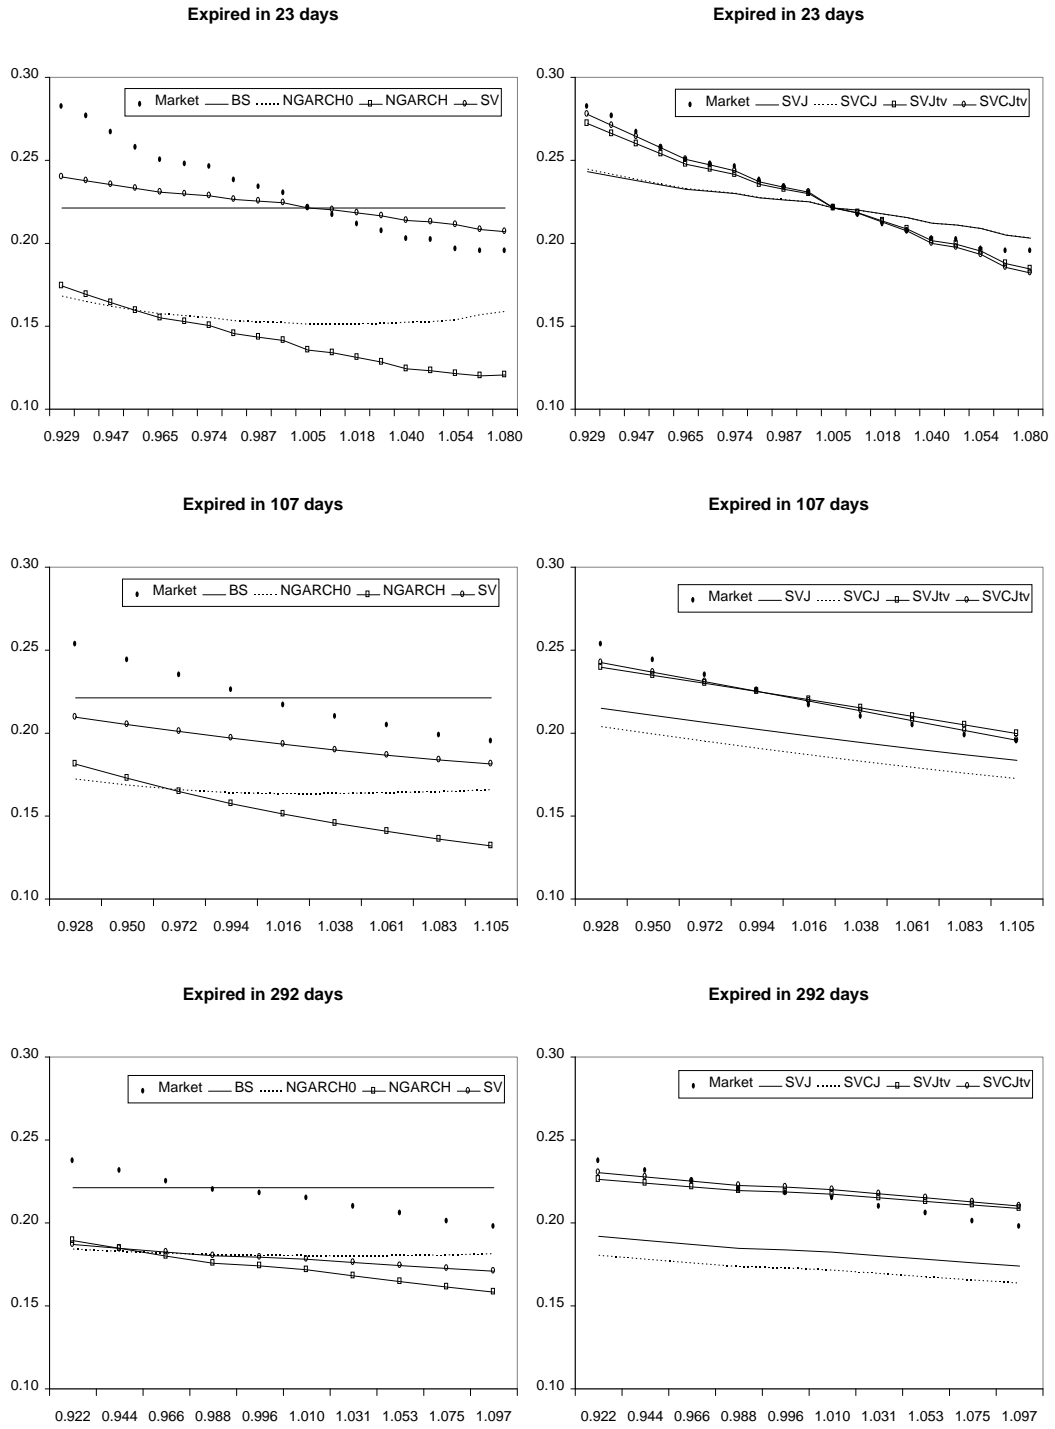 Expired in 23 days
Expired in 23 days
0.30
0.25
0.20
0.15
0.10
Market BS NGARCH0 NGARCH SV
0.929 0.947 0.965 0.974 0.987 1.005 1.018 1.040 1.054 1.080
0.30
0.25
0.20
0.15
0.10
Market SVJ SVCJ SVJtv SVCJtv
0.929 0.947 0.965 0.974 0.987 1.005 1.018 1.040 1.054 1.080
Expired in 107 days
Expired in 107 days
0.30
0.25
0.20
0.15
0.10
Market BS NGARCH0 NGARCH SV
0.928 0.950 0.972 0.994 1.016 1.038 1.061 1.083 1.105
0.30
0.25
0.20
0.15
0.10
Market SVJ SVCJ SVJtv SVCJtv
0.928 0.950 0.972 0.994 1.016 1.038 1.061 1.083 1.105
Expired in 292 days
Expired in 292 days
0.30
0.25
0.20
0.15
0.10
Market BS NGARCH0 NGARCH SV
0.922 0.944 0.966 0.988 0.996 1.010 1.031 1.053 1.075 1.097
0.30
0.25
0.20
0.15
0.10
Market SVJ SVCJ SVJtv SVCJtv
0.922 0.944 0.966 0.988 0.996 1.010 1.031 1.053 1.075 1.097